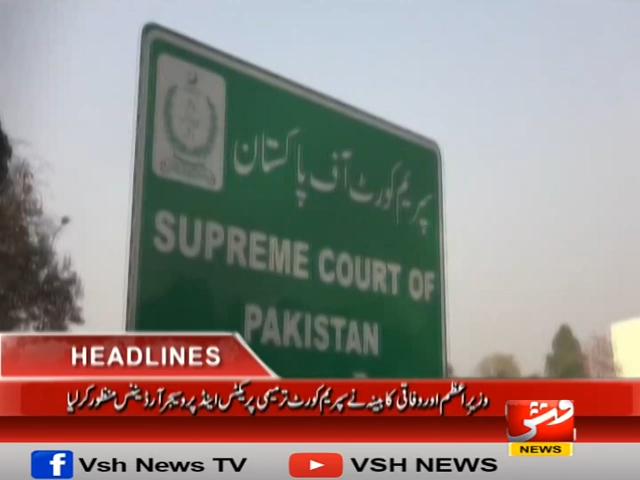 سپریم کورٹ آف پاکستان
SUPREME COURT OF
PAKISTAN
HEADLINES
وزیراعظم اور وفاقی کابینہ نے سپریم کورٹ ترمیمی پریکٹس اینڈ پروسیجر آرڈیننس منظور کرلیا
وش
NEWS
Vsh News TV
VSH NEWS